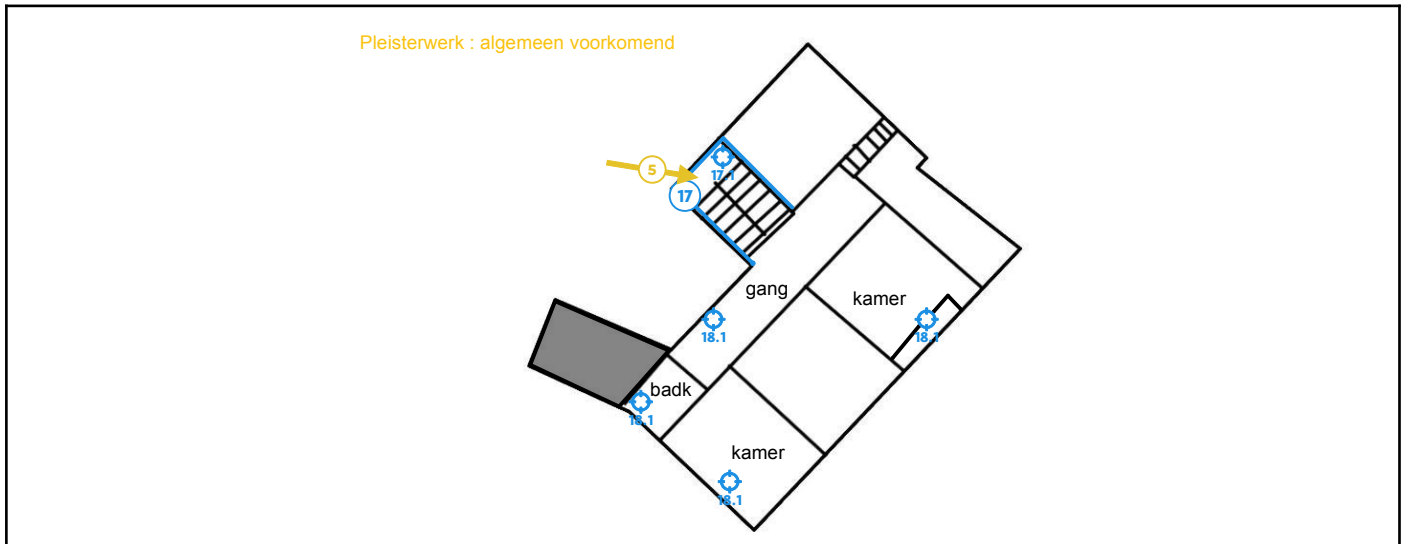 Pleisterwerk : algemeen voorkomend
5
17.1
17
gang
kamer
18.1
18.1
badk
18.1
kamer
18.1